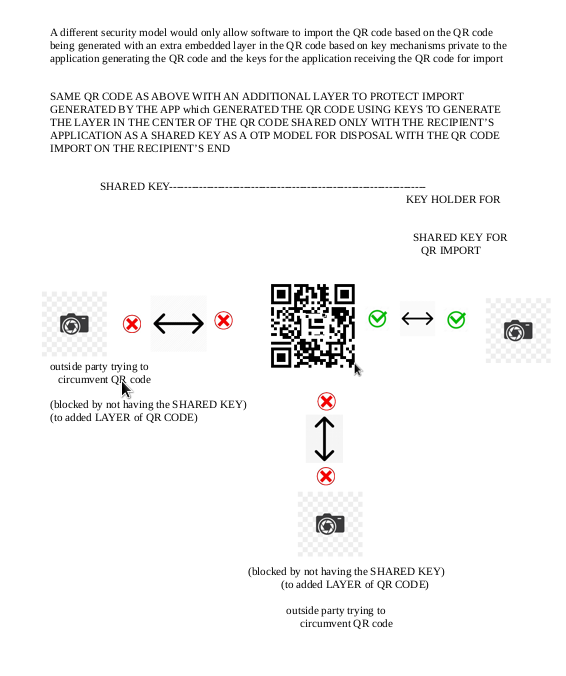 A different security model would only allow software to import the QR code based on the QR code
being generated with an extra embedded layer in the QR code based on key mechanisms private to the
application generating the QR code and the keys for the application receiving the QR code for import
SAME QR CODE AS ABOVE WITH AN ADDITIONAL LAYER TO PROTECT IMPORT
GENERATED BY THE APP which GENERATED THE QR CODE USING KEYS TO GENERATE
THE LAYER IN THE CENTER OF THE QR CODE SHARED ONLY WITH THE RECIPIENT'S
APPLICATION AS A SHARED KEY AS A OTP MODEL FOR DISPOSAL WITH THE QR CODE
IMPORT ON THE RECIPIENT'S END
SHARED KEY--------------------------------------------------------------------
KEY HOLDER FOR
SHARED KEY FOR
QR IMPORT
outside party trying to
circumvent QR code
(blocked by not having the SHARED KEY)
(to added LAYER of QR CODE)
(blocked by not having the SHARED KEY)
(to added LAYER of QR CODE)
outside party trying to
circumvent QR code